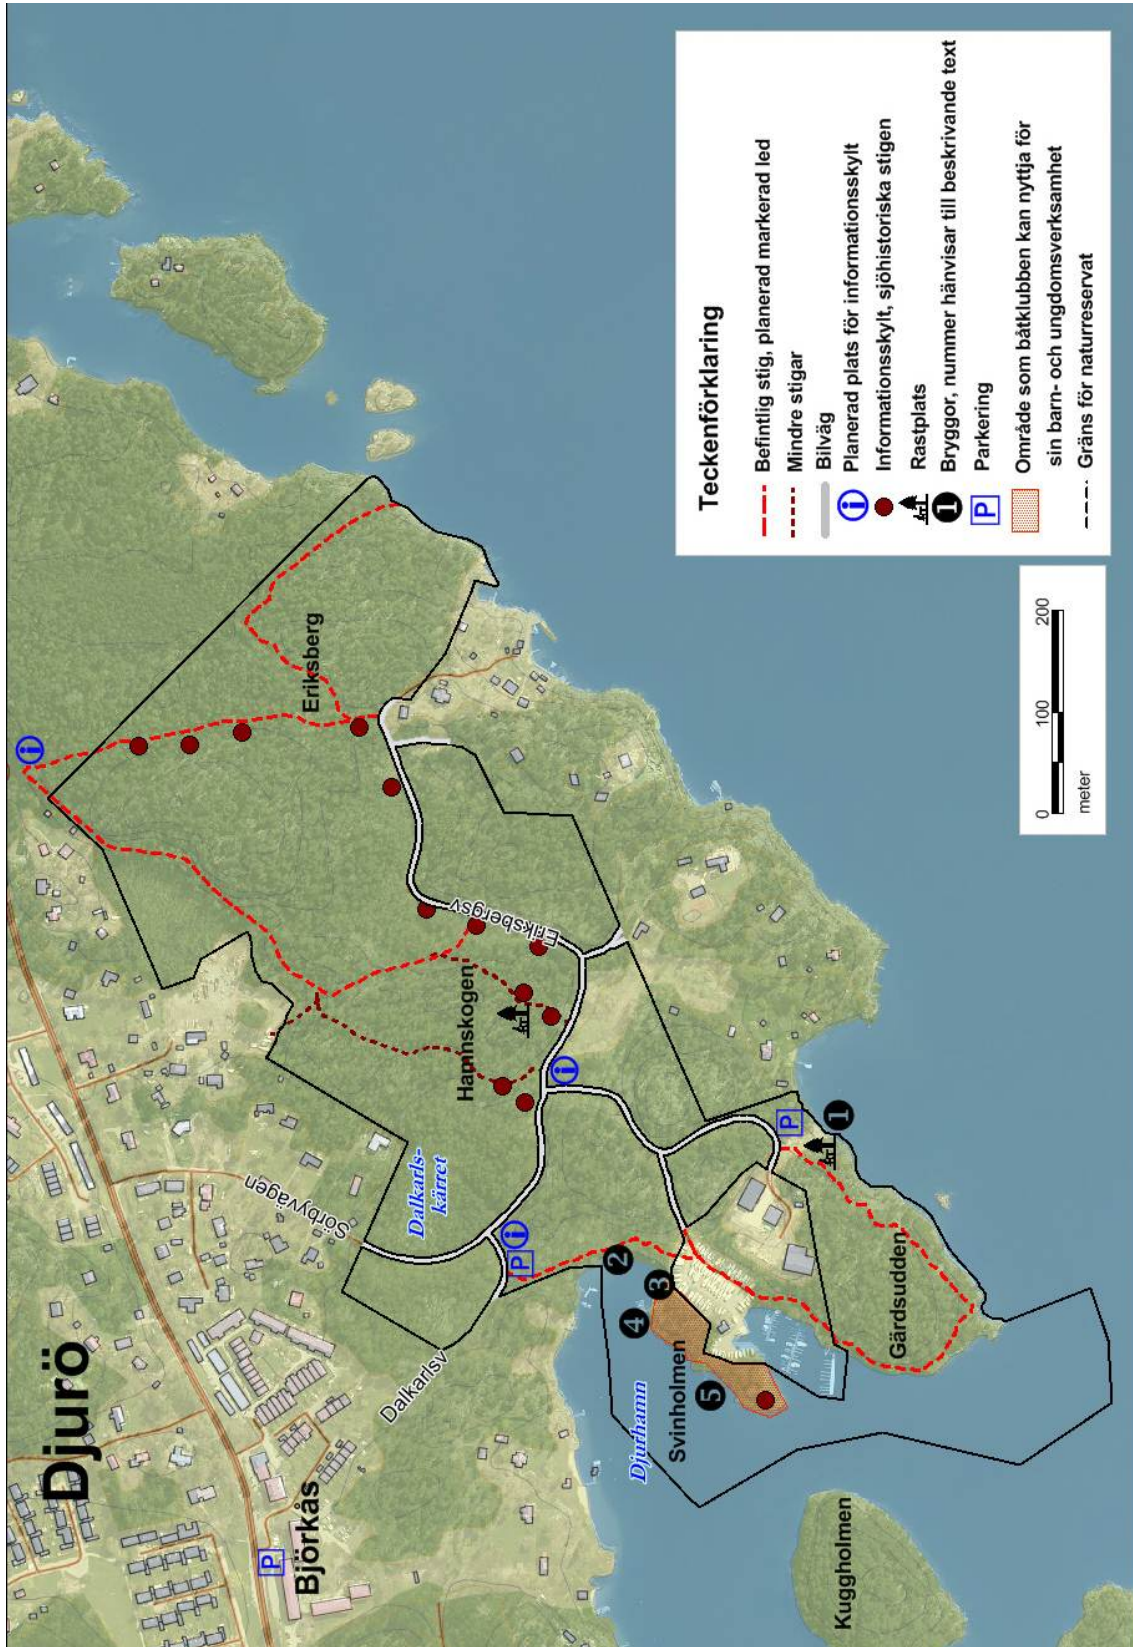 Djurö
Björkås
Sörbyvägen
Dalkarlsv
Dalkarls-
kärret
Hamnskogen
Eriksberg
Eriksbergsv
Djurhamn
Svinholmen
Gärdsudden
Kuggholmen
P
P
P
i
i
i
1
2
3
4
5
Teckenförklaring
Befintlig stig, planerad markerad led
Mindre stigar
Bilväg
i Planerad plats för informationsskylt
Informationsskylt, sjöhistoriska stigen
Rastplats
1 Bryggor, nummer hänvisar till beskrivande text
P Parkering
Område som båtklubben kan nyttja för
sin barn- och ungdomsverksamhet
Gräns för naturreservat
0 100 200
meter